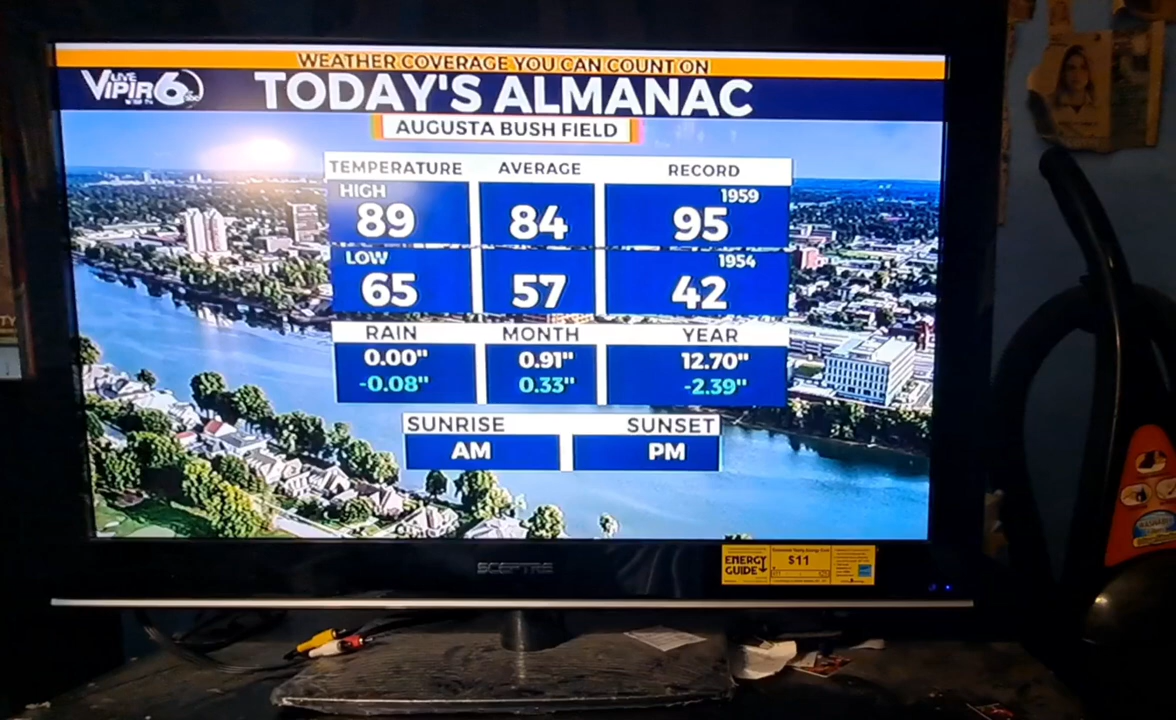 WEATHER COVERAGE YOU CAN COUNT ON
LIVE
VIPIR 6
abc
TODAY'S ALMANAC
AUGUSTA BUSH FIELD
TEMPERATURE AVERAGE RECORD
HIGH 1959
89 84 95
LOW 1954
65 57 42
RAIN MONTH YEAR
0.00" 0.91" 12.70"
-0.08" 0.33" -2.39"
SUNRISE SUNSET
AM PM
SCEPTRE
ENERGY
GUIDE
$11